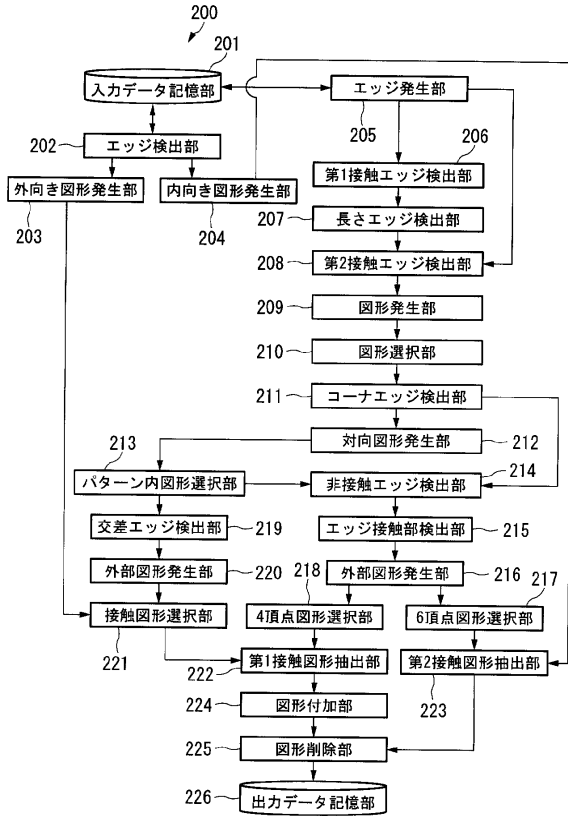 200
201
入力データ記憶部
エッジ発生部
205
202
エッジ検出部
206
第1接触エッジ検出部
外向き図形発生部
203
内向き図形発生部
204
207
長さエッジ検出部
208
第2接触エッジ検出部
209
図形発生部
210
図形選択部
211
コーナエッジ検出部
対向図形発生部
212
213
パターン内図形選択部
214
非接触エッジ検出部
交差エッジ検出部
219
エッジ接触部検出部
215
外部図形発生部
220
外部図形発生部
216
218
217
接触図形選択部
221
4頂点図形選択部
6頂点図形選択部
第1接触図形抽出部
222
第2接触図形抽出部
223
図形付加部
224
図形削除部
225
出力データ記憶部
226